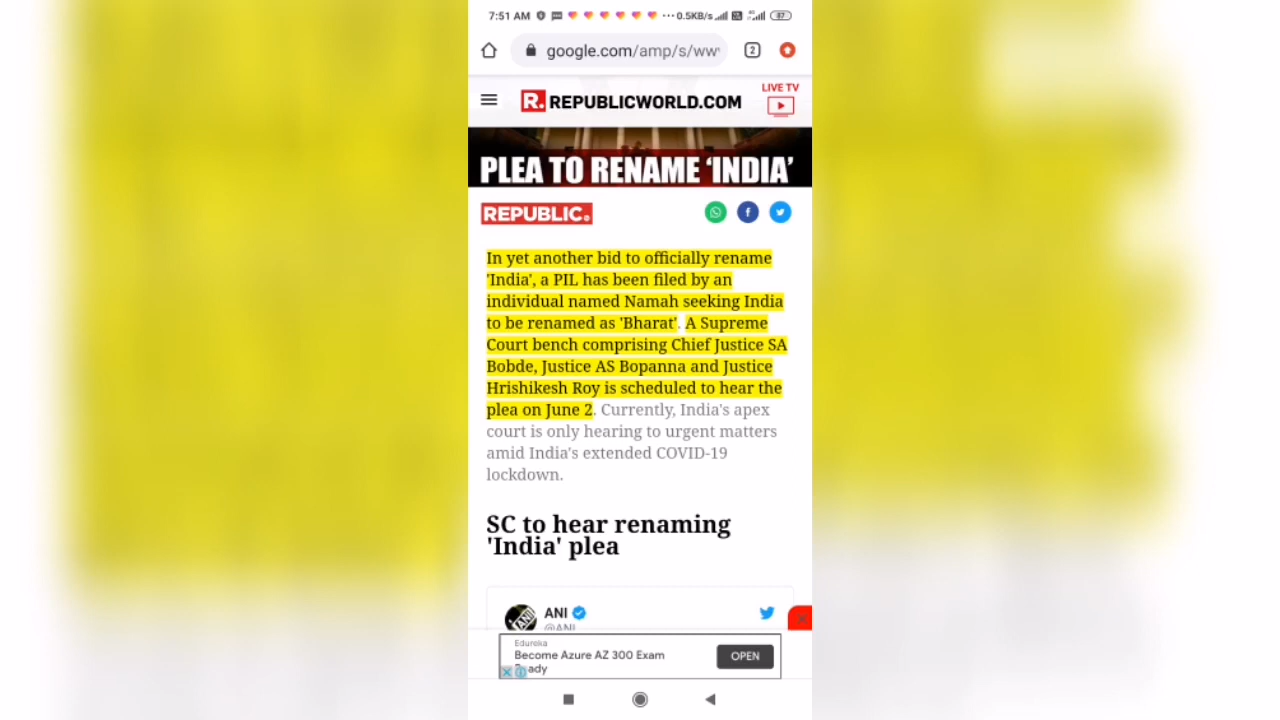 7:51 AM 0.5KB/s 87
google.com/amp/s/ww 2
R. REPUBLICWORLD.COM LIVE TV
PLEA TO RENAME ‘INDIA’
REPUBLIC.
In yet another bid to officially rename
'India', a PIL has been filed by an
individual named Namah seeking India
to be renamed as 'Bharat'. A Supreme
Court bench comprising Chief Justice SA
Bobde, Justice AS Bopanna and Justice
Hrishikesh Roy is scheduled to hear the
plea on June 2. Currently, India's apex
court is only hearing to urgent matters
amid India's extended COVID-19
lockdown.
SC to hear renaming
'India' plea
ANI
@ANI
Edureka
Become Azure AZ 300 Exam
OPEN